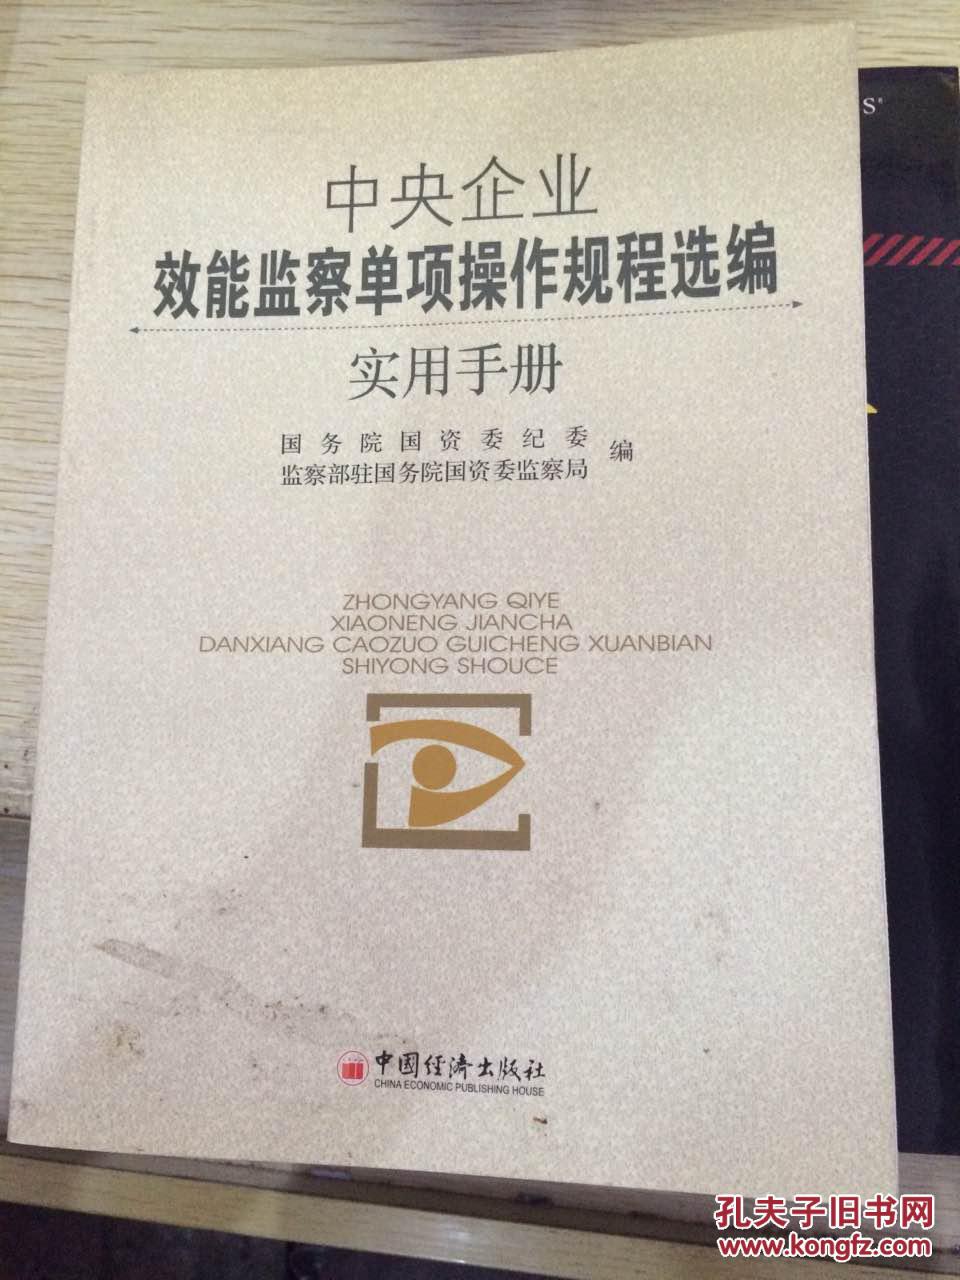 中央企业
效能监察单项操作规程选编
实用手册
国务院国资委纪委
监察部驻国务院国资委监察局
编
ZHONGYANG QIYE
XIAONENG JIANCHA
DANXIANG CAOZUO GUICHENG XUANBIAN
SHIYONG SHOUCE
中国经济出版社
CHINA ECONOMIC PUBLISHING HOUSE
S
孔夫子旧书网
www.kongfz.com